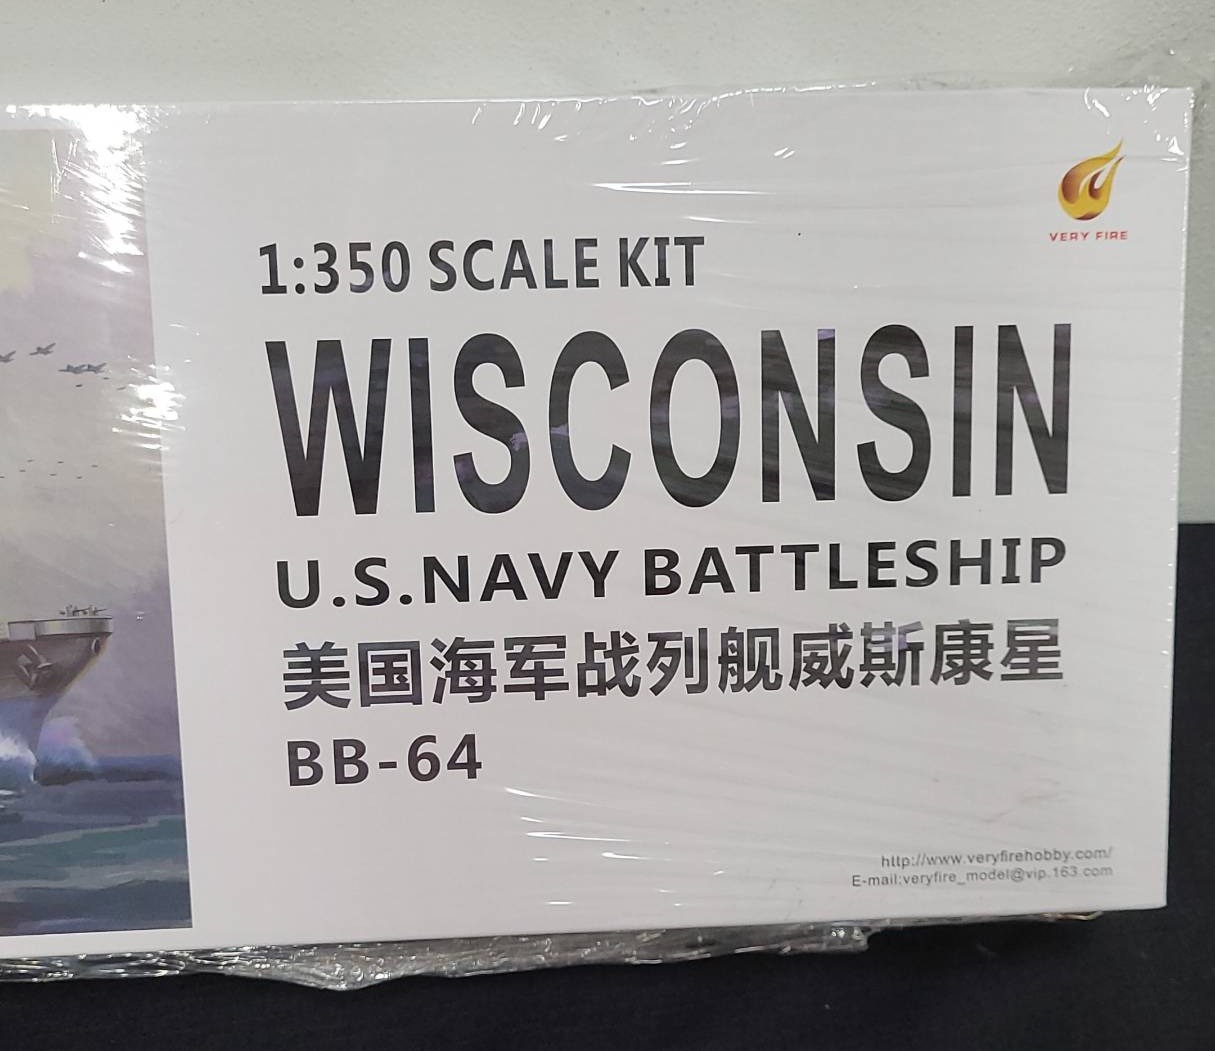 VERY FIRE
1:350 SCALE KIT
WISCONSIN
U.S.NAVY BATTLESHIP
美国海军战列舰威斯康星
BB-64
http://www.veryfirehobby.com/
E-mail:veryfire_model@vip.163.com